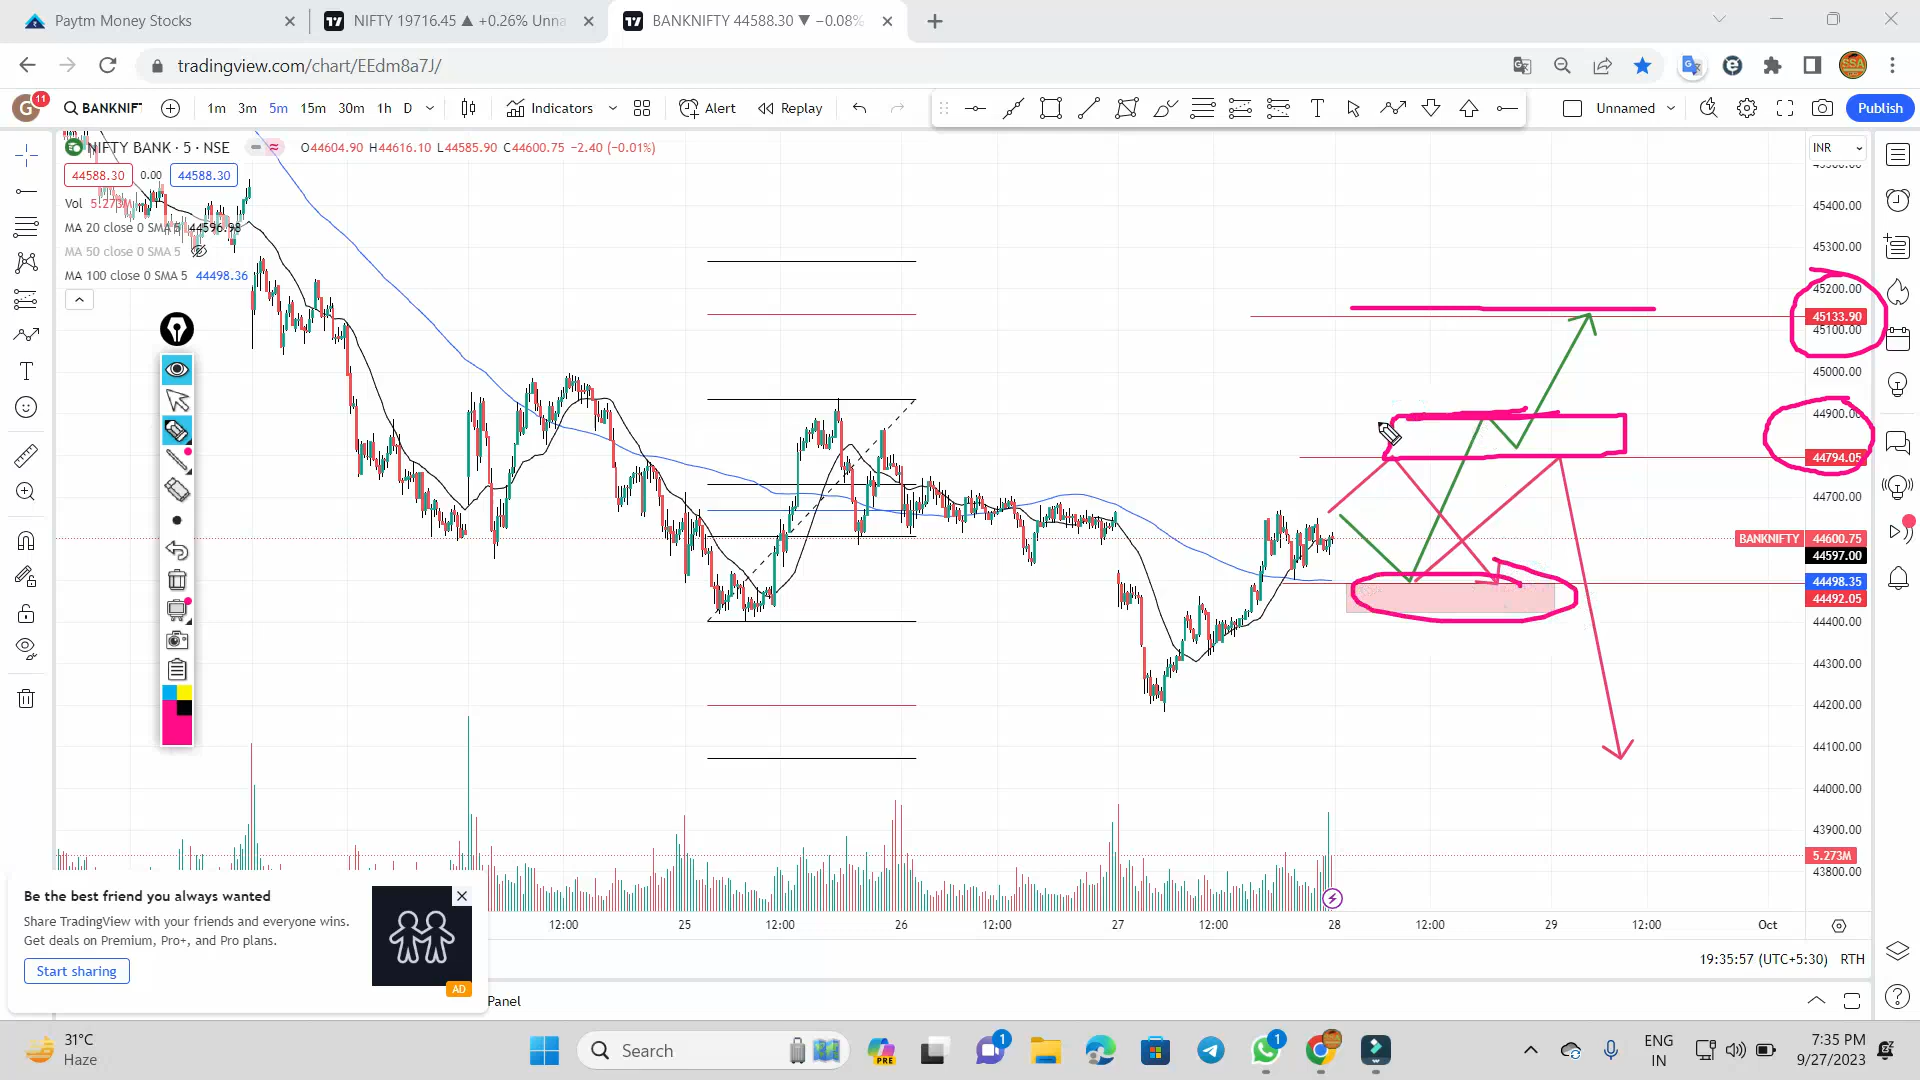 Paytm Money Stocks
NIFTY 19716.45 ▲ +0.26% Unna
BANKNIFTY 44588.30 ▼ −0.08%
tradingview.com/chart/EEdm8a7J/
G 11 BANKNIF 1m 3m 5m 15m 30m 1h D Indicators Alert Replay Unnamed Publish
NIFTY BANK · 5 · NSE O44604.90 H44616.10 L44585.90 C44600.75 −2.40 (−0.01%) INR
44588.30 0.00 44588.30
Vol 5.273M
MA 20 close 0 SMA 5 44596.98
MA 50 close 0 SMA 5
MA 100 close 0 SMA 5 44498.36
45400.00
45300.00
45200.00
45133.90
45100.00
45000.00
44900.00
44794.05
44700.00
BANKNIFTY 44600.75
44597.00
44498.35
44492.05
44400.00
44300.00
44200.00
44100.00
44000.00
43900.00
5.273M
43800.00
12:00 25 12:00 26 12:00 27 12:00 28 12:00 29 12:00 Oct
19:35:57 (UTC+5:30) RTH
Be the best friend you always wanted
Share TradingView with your friends and everyone wins.
Get deals on Premium, Pro+, and Pro plans.
Start sharing
AD
Panel
31°C
Haze
Search
PRE
1
1
ENG
IN
7:35 PM
9/27/2023